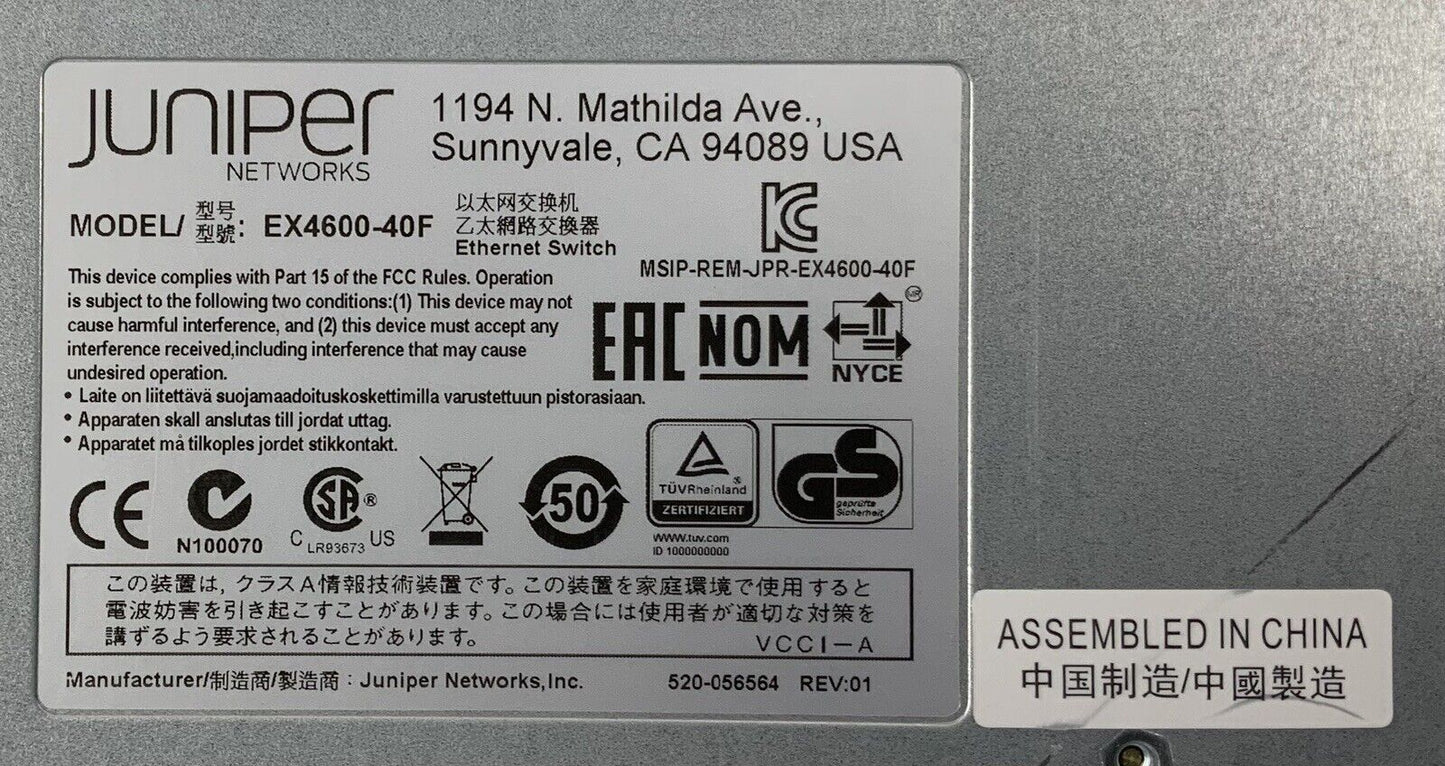 JUNIPER
NETWORKS
1194 N. Mathilda Ave.,
Sunnyvale, CA 94089 USA
MODEL/ 型号 型號: EX4600-40F
以太网交换机
乙太網路交換器
Ethernet Switch
MSIP-REM-JPR-EX4600-40F
This device complies with Part 15 of the FCC Rules. Operation
is subject to the following two conditions:(1) This device may not
cause harmful interference, and (2) this device must accept any
interference received,including interference that may cause
undesired operation.
EAC NOM NYCE MR
• Laite on liitettävä suojamaadoituskoskettimilla varustettuun pistorasiaan.
• Apparaten skall anslutas till jordat uttag.
• Apparatet må tilkoples jordet stikkontakt.
CE
N100070
SA ®
C LR93673 US
50
TÜVRheinland ®
ZERTIFIZIERT
www.tuv.com
ID 1000000000
GS
geprüfte
Sicherheit
この装置は, クラスA情報技術装置です。この装置を家庭環境で使用すると
電波妨害を引き起こすことがあります。この場合には使用者が適切な対策を
講ずるよう要求されることがあります。
VCCI-A
Manufacturer/制造商/製造商：Juniper Networks,Inc.
520-056564 REV:01
ASSEMBLED IN CHINA
中国制造/中國製造